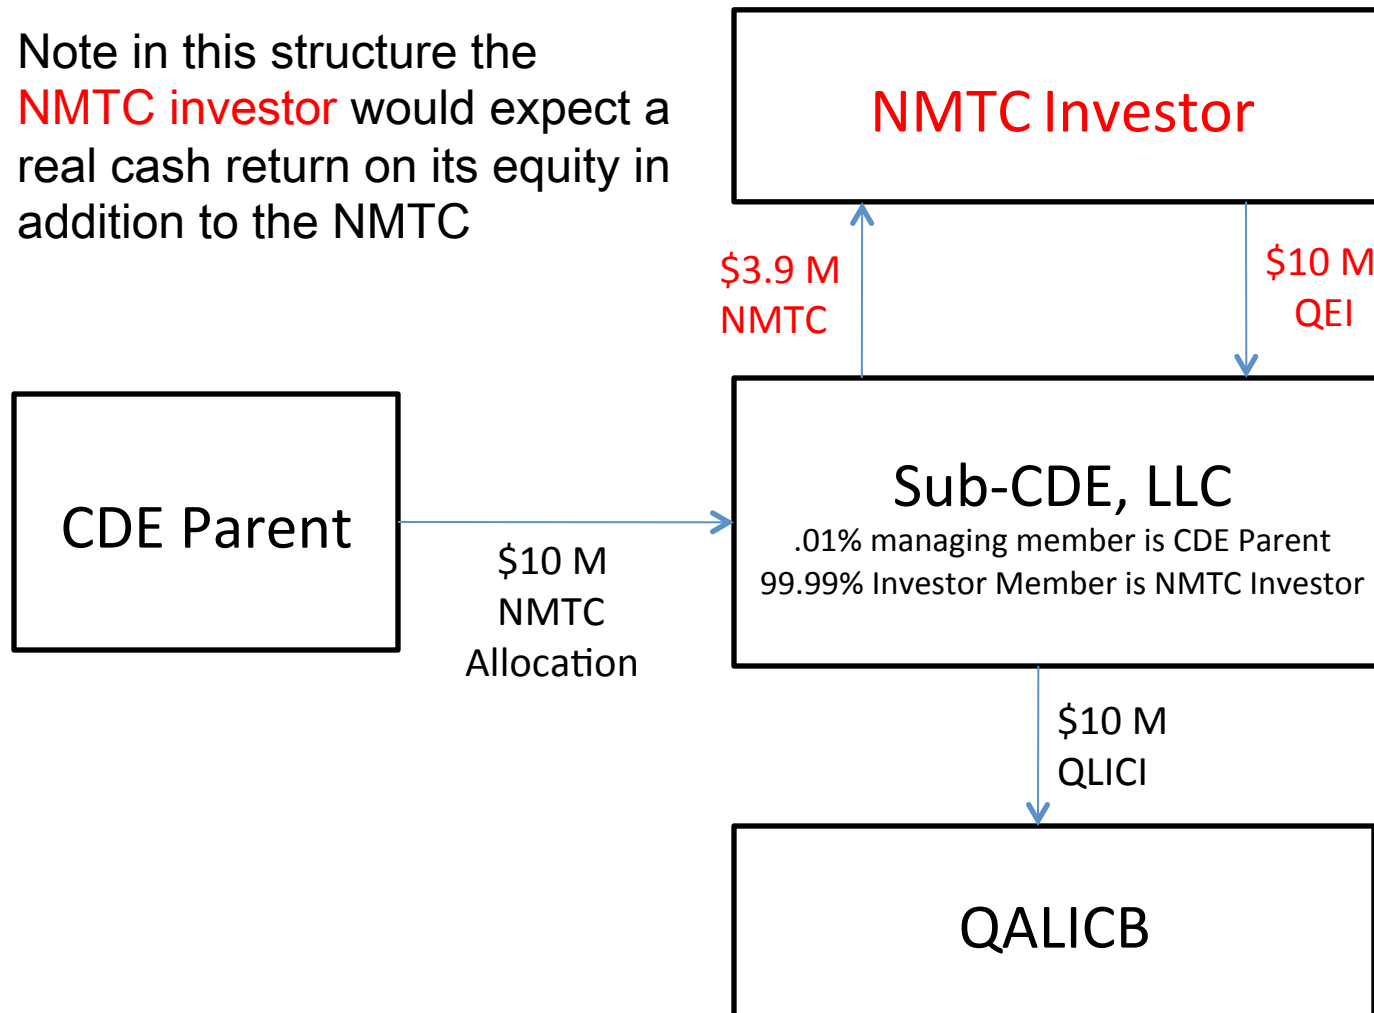 Note in this structure the
NMTC investor would expect a
real cash return on its equity in
addition to the NMTC
NMTC Investor
$3.9 M
NMTC
$10 M
QEI
CDE Parent
$10 M
NMTC
Allocation
Sub-CDE, LLC
.01% managing member is CDE Parent
99.99% Investor Member is NMTC Investor
$10 M
QLICI
QALICB